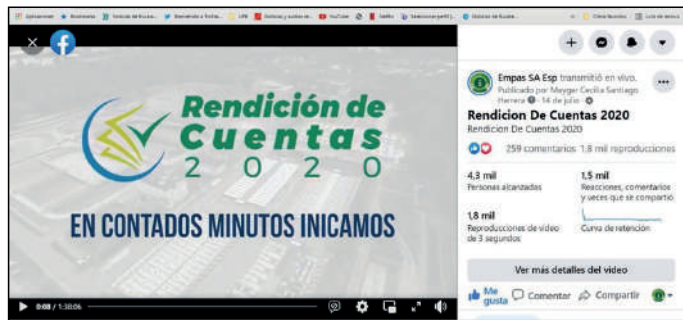 Aplicaciones
YouTube
Netflix
Rendición de
Cuentas
2 0 2 0
EN CONTADOS MINUTOS INICAMOS
0:08 / 1:38:06
Empas SA Esp transmitió en vivo.
Publicado por Meyger Cecilia Santiago
Herrera · 14 de julio ·
Rendicion De Cuentas 2020
Rendicion De Cuentas 2020
259 comentarios 1,8 mil reproducciones
4,3 mil
Personas alcanzadas
1,5 mil
Reacciones, comentarios
y veces que se compartió
1,8 mil
Reproducciones de video
de 3 segundos
Curva de retención
Ver más detalles del video
Me gusta
Comentar
Compartir